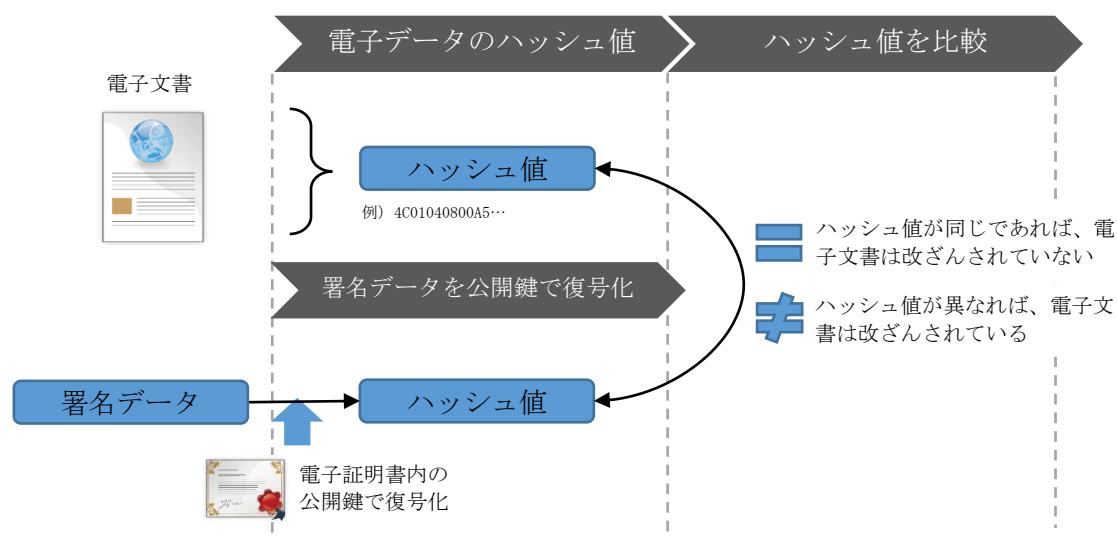 電子データのハッシュ値
ハッシュ値を比較
電子文書
ハッシュ値
例）4C01040800A5…
ハッシュ値が同じであれば、電
子文書は改ざんされていない
署名データを公開鍵で復号化
ハッシュ値が異なれば、電子文
書は改ざんされている
署名データ
ハッシュ値
電子証明書内の
公開鍵で復号化